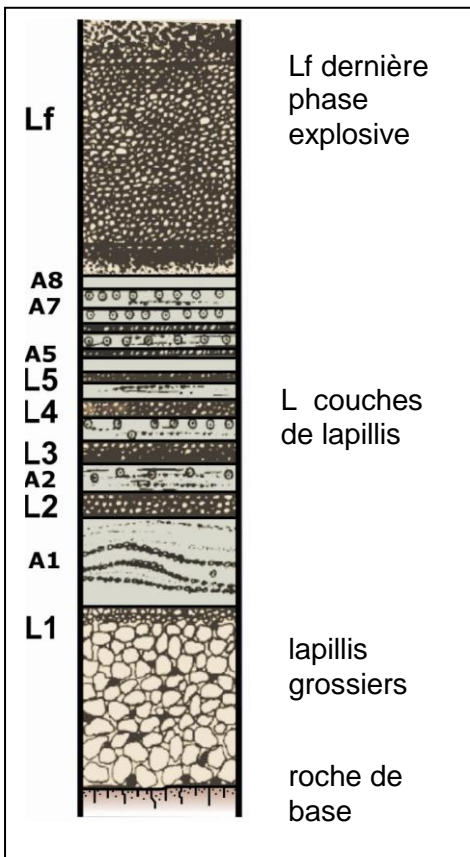 Lf dernière
phase
explosive
Lf
A8
A7
A5
L5
L4
L couches
de lapillis
L3
A2
L2
A1
L1
lapillis
grossiers
roche de
base